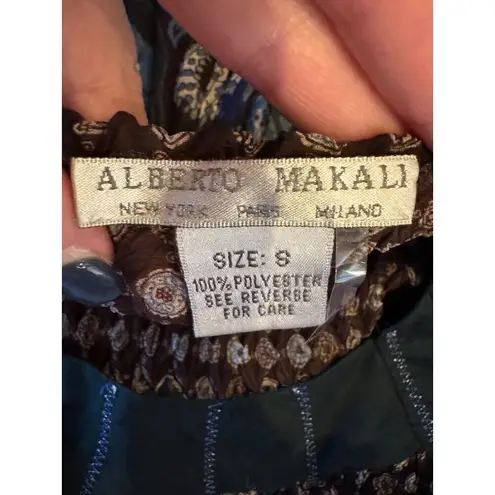 ALBERTO MAKALI
NEW YORK PARIS MILANO
SIZE: S
100% POLYESTER
SEE REVERSE
FOR CARE